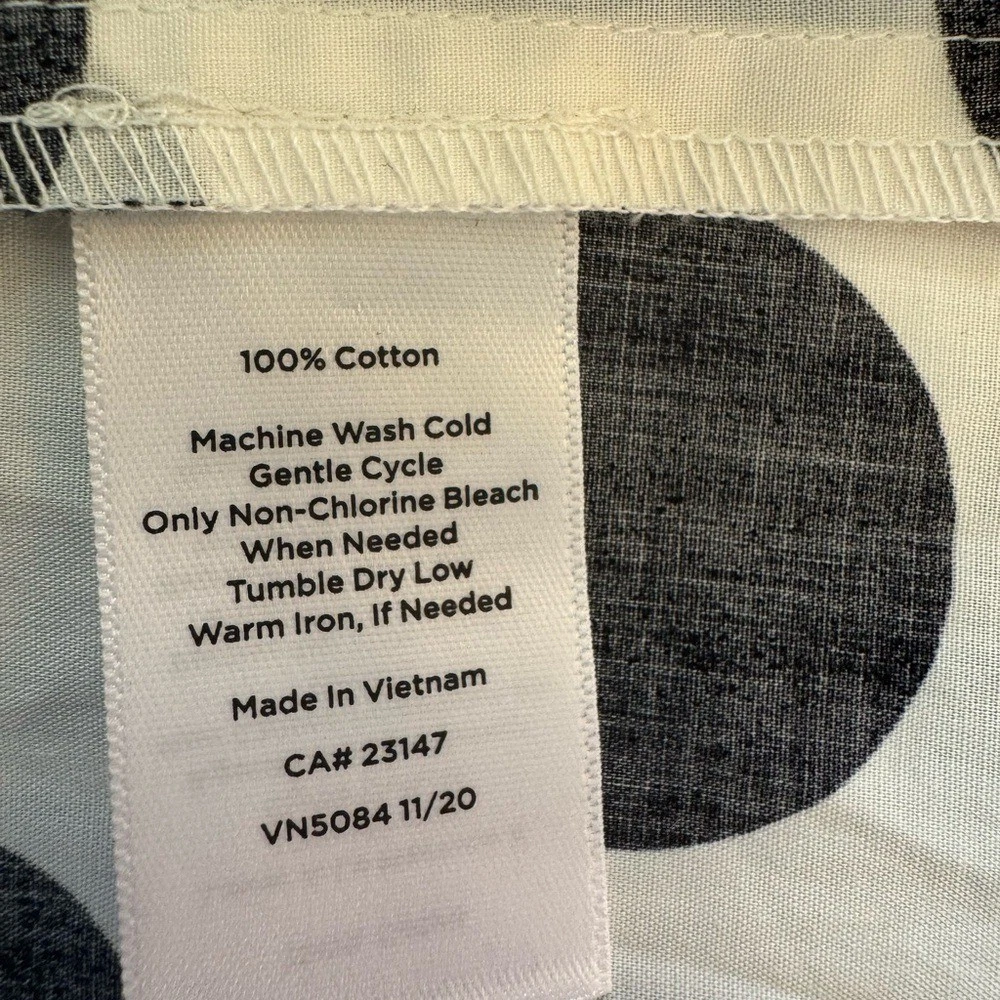 100% Cotton
Machine Wash Cold
Gentle Cycle
Only Non-Chlorine Bleach
When Needed
Tumble Dry Low
Warm Iron, If Needed
Made In Vietnam
CA# 23147
VN5084 11/20